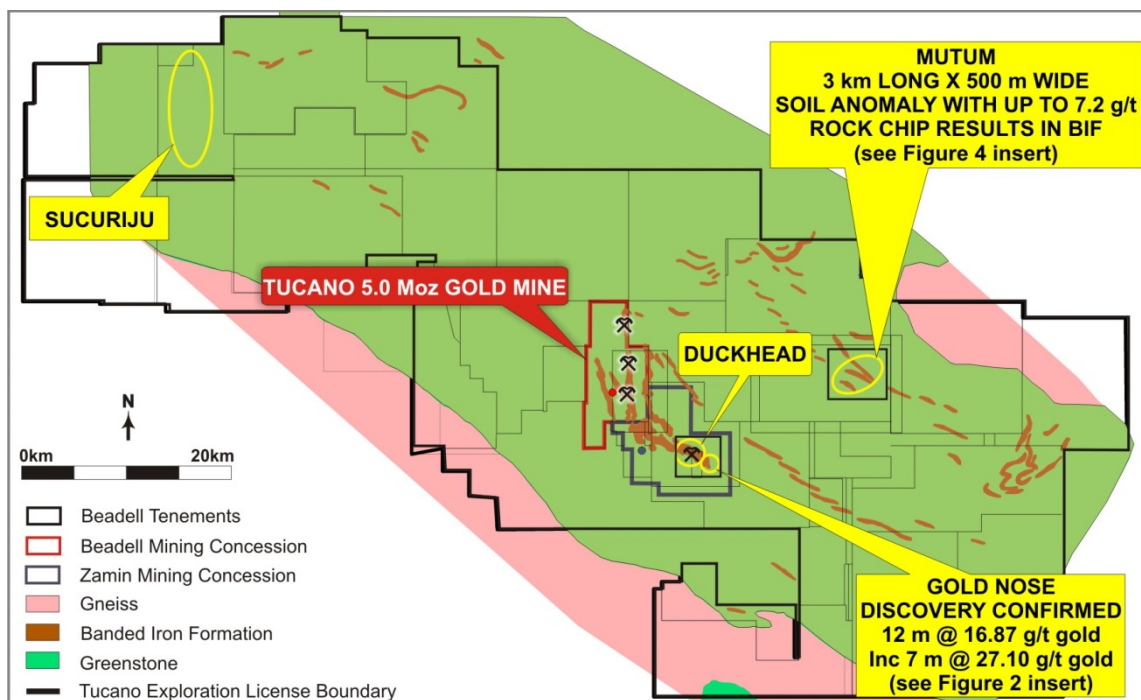 MUTUM
3 km LONG X 500 m WIDE
SOIL ANOMALY WITH UP TO 7.2 g/t
ROCK CHIP RESULTS IN BIF
(see Figure 4 insert)
SUCURIJU
TUCANO 5.0 Moz GOLD MINE
DUCKHEAD
N
0km 20km
Beadell Tenements
Beadell Mining Concession
Zamin Mining Concession
Gneiss
Banded Iron Formation
Greenstone
Tucano Exploration License Boundary
GOLD NOSE
DISCOVERY CONFIRMED
12 m @ 16.87 g/t gold
Inc 7 m @ 27.10 g/t gold
(see Figure 2 insert)